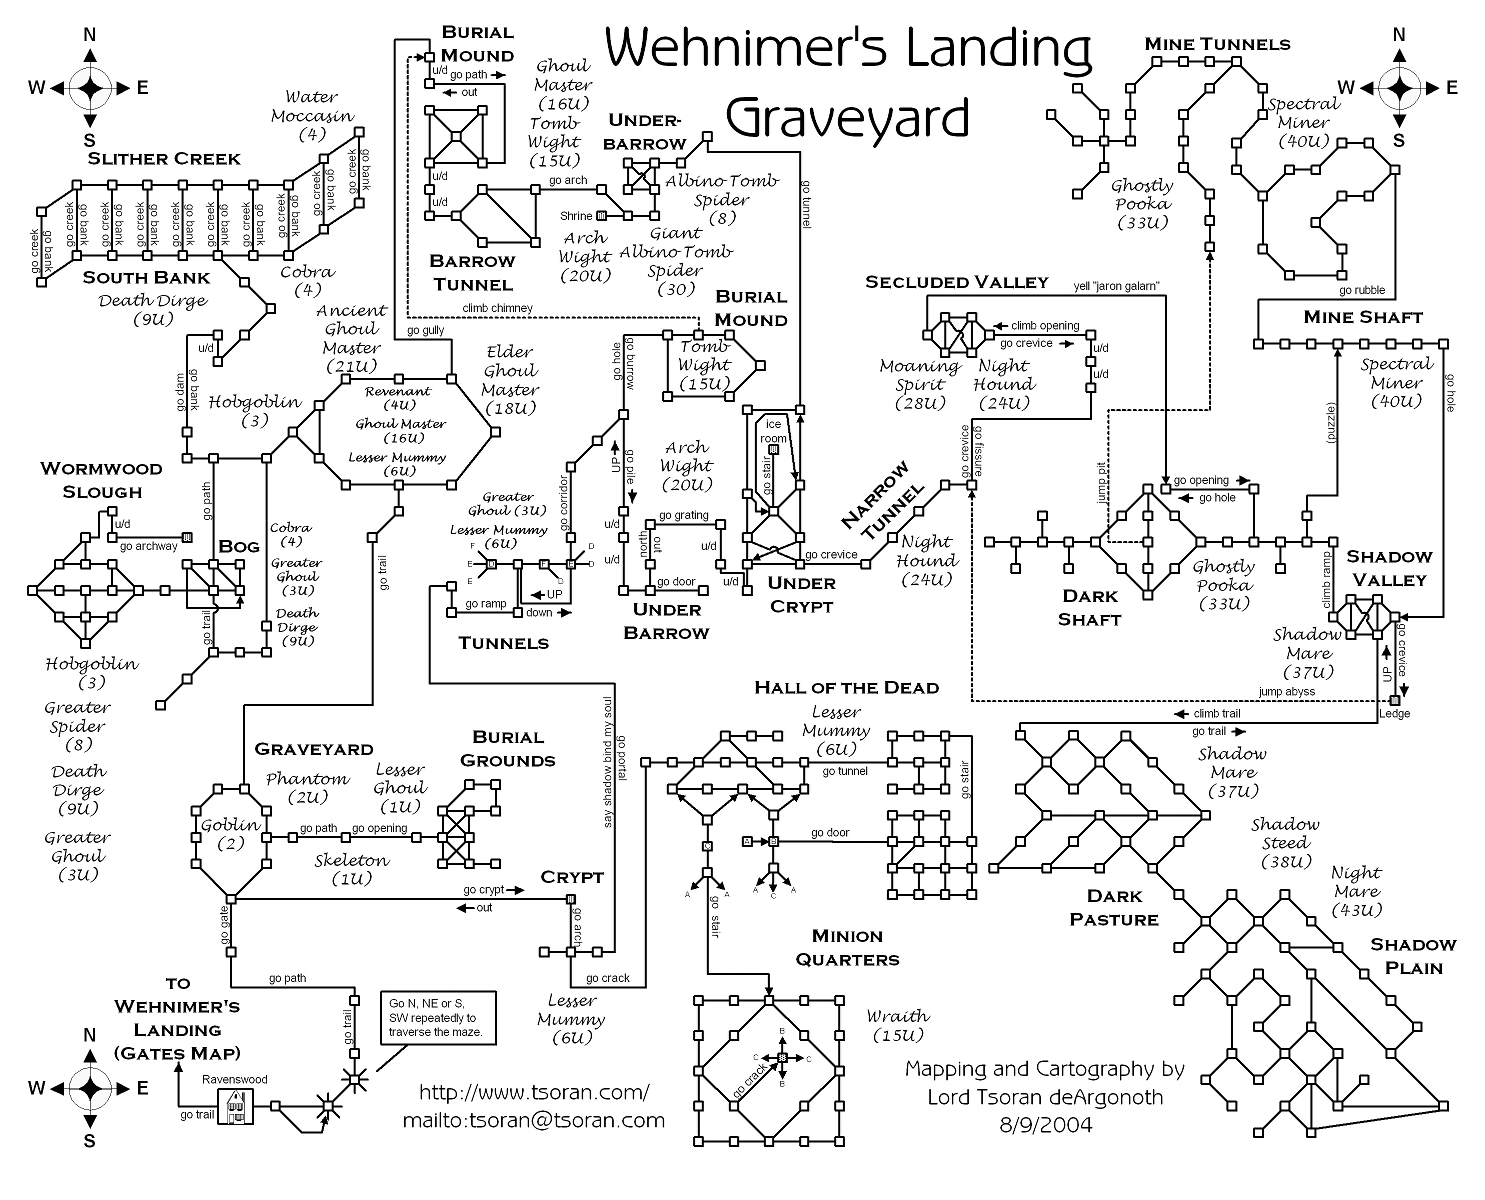 Wehnimer's Landing
Graveyard
N
W
E
S
N
W
E
S
SLITHER CREEK
Water
Moccasin
(4)
go creek
go bank
go creek
go bank
go creek
go bank
go creek
go bank
go creek
go bank
go creek
go bank
go creek
go bank
go creek
go bank
go creek
go bank
SOUTH BANK
Death Dirge
(9U)
Cobra
(4)
u/d
go dam
go bank
BURIAL
MOUND
u/d
go path
out
Ghoul
Master
(16U)
Tomb
Wight
(15U)
u/d
u/d
go arch
Shrine
BARROW
TUNNEL
Arch
Wight
(20U)
UNDER-
BARROW
Albino Tomb
Spider
(8)
Giant
Albino Tomb
Spider
(30)
go tunnel
climb chimney
go gully
BURIAL
MOUND
Tomb
Wight
(15U)
go hole
go burrow
Ancient
Ghoul
Master
(21U)
Elder
Ghoul
Master
(18U)
Hobgoblin
(3)
Revenant
(4U)
Ghoul Master
(16U)
Lesser Mummy
(6U)
MINE TUNNELS
Spectral
Miner
(40U)
Ghostly
Pooka
(33U)
go rubble
MINE SHAFT
Spectral
Miner
(40U)
go hole
(puzzle)
SECLUDED VALLEY
yell "jaron galarn"
climb opening
go crevice
u/d
u/d
Moaning
Spirit
(28U)
Night
Hound
(24U)
go crevice
go fissure
jump pit
go opening
go hole
WORMWOOD
SLOUGH
u/d
go archway
go path
BOG
go trail
Cobra
(4)
Greater
Ghoul
(3U)
Death
Dirge
(9U)
Hobgoblin
(3)
Greater
Spider
(8)
Death
Dirge
(9U)
Greater
Ghoul
(3U)
go trail
Greater
Ghoul (3U)
Lesser Mummy
(6U)
go corridor
F
E
E
D
F
D
E
D
D
go ramp
UP
down
TUNNELS
UP
go pile
u/d
u/d
Arch
Wight
(20U)
go grating
north
out
u/d
go door
u/d
UNDER
BARROW
ice
room
go stair
go crevice
UNDER
CRYPT
NARROW
TUNNEL
Night
Hound
(24U)
DARK
SHAFT
Ghostly
Pooka
(33U)
climb ramp
SHADOW
VALLEY
Shadow
Mare
(37U)
UP
go crevice
Ledge
jump abyss
climb trail
go trail
GRAVEYARD
Phantom
(2U)
Lesser
Ghoul
(1U)
BURIAL
GROUNDS
Goblin
(2)
go path
go opening
Skeleton
(1U)
go crypt
out
CRYPT
go arch
go crack
Lesser
Mummy
(6U)
say shadow bind my soul
go portal
HALL OF THE DEAD
Lesser
Mummy
(6U)
go tunnel
go stair
C
A
B
go door
A
A
A
C
A
go stair
MINION
QUARTERS
Wraith
(15U)
B
C
C
B
go crack
Shadow
Mare
(37U)
Shadow
Steed
(38U)
Night
Mare
(43U)
DARK
PASTURE
SHADOW
PLAIN
go gate
go path
go trail
Go N, NE or S,
SW repeatedly to
traverse the maze.
TO
WEHNIMER'S
LANDING
(GATES MAP)
Ravenswood
go trail
N
W
E
S
http://www.tsoran.com/
mailto:tsoran@tsoran.com
Mapping and Cartography by
Lord Tsoran deArgonoth
8/9/2004